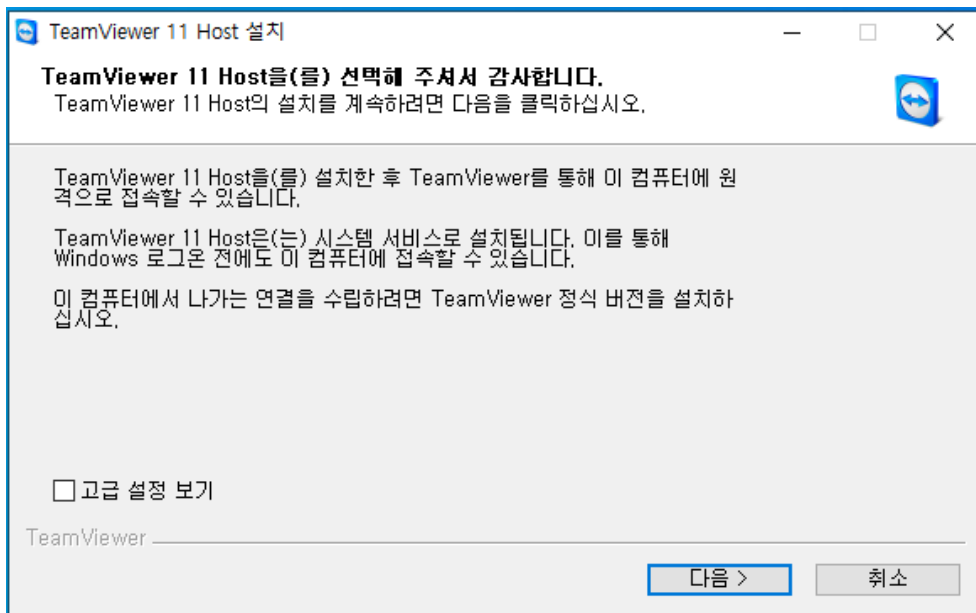 TeamViewer 11 Host 설치
TeamViewer 11 Host을(를) 선택해 주셔서 감사합니다.
TeamViewer 11 Host의 설치를 계속하려면 다음을 클릭하십시오.
TeamViewer 11 Host을(를) 설치한 후 TeamViewer를 통해 이 컴퓨터에 원
격으로 접속할 수 있습니다.
TeamViewer 11 Host은(는) 시스템 서비스로 설치됩니다. 이를 통해
Windows 로그온 전에도 이 컴퓨터에 접속할 수 있습니다.
이 컴퓨터에서 나가는 연결을 수립하려면 TeamViewer 정식 버전을 설치하
십시오.
고급 설정 보기
TeamViewer
다음 >
취소